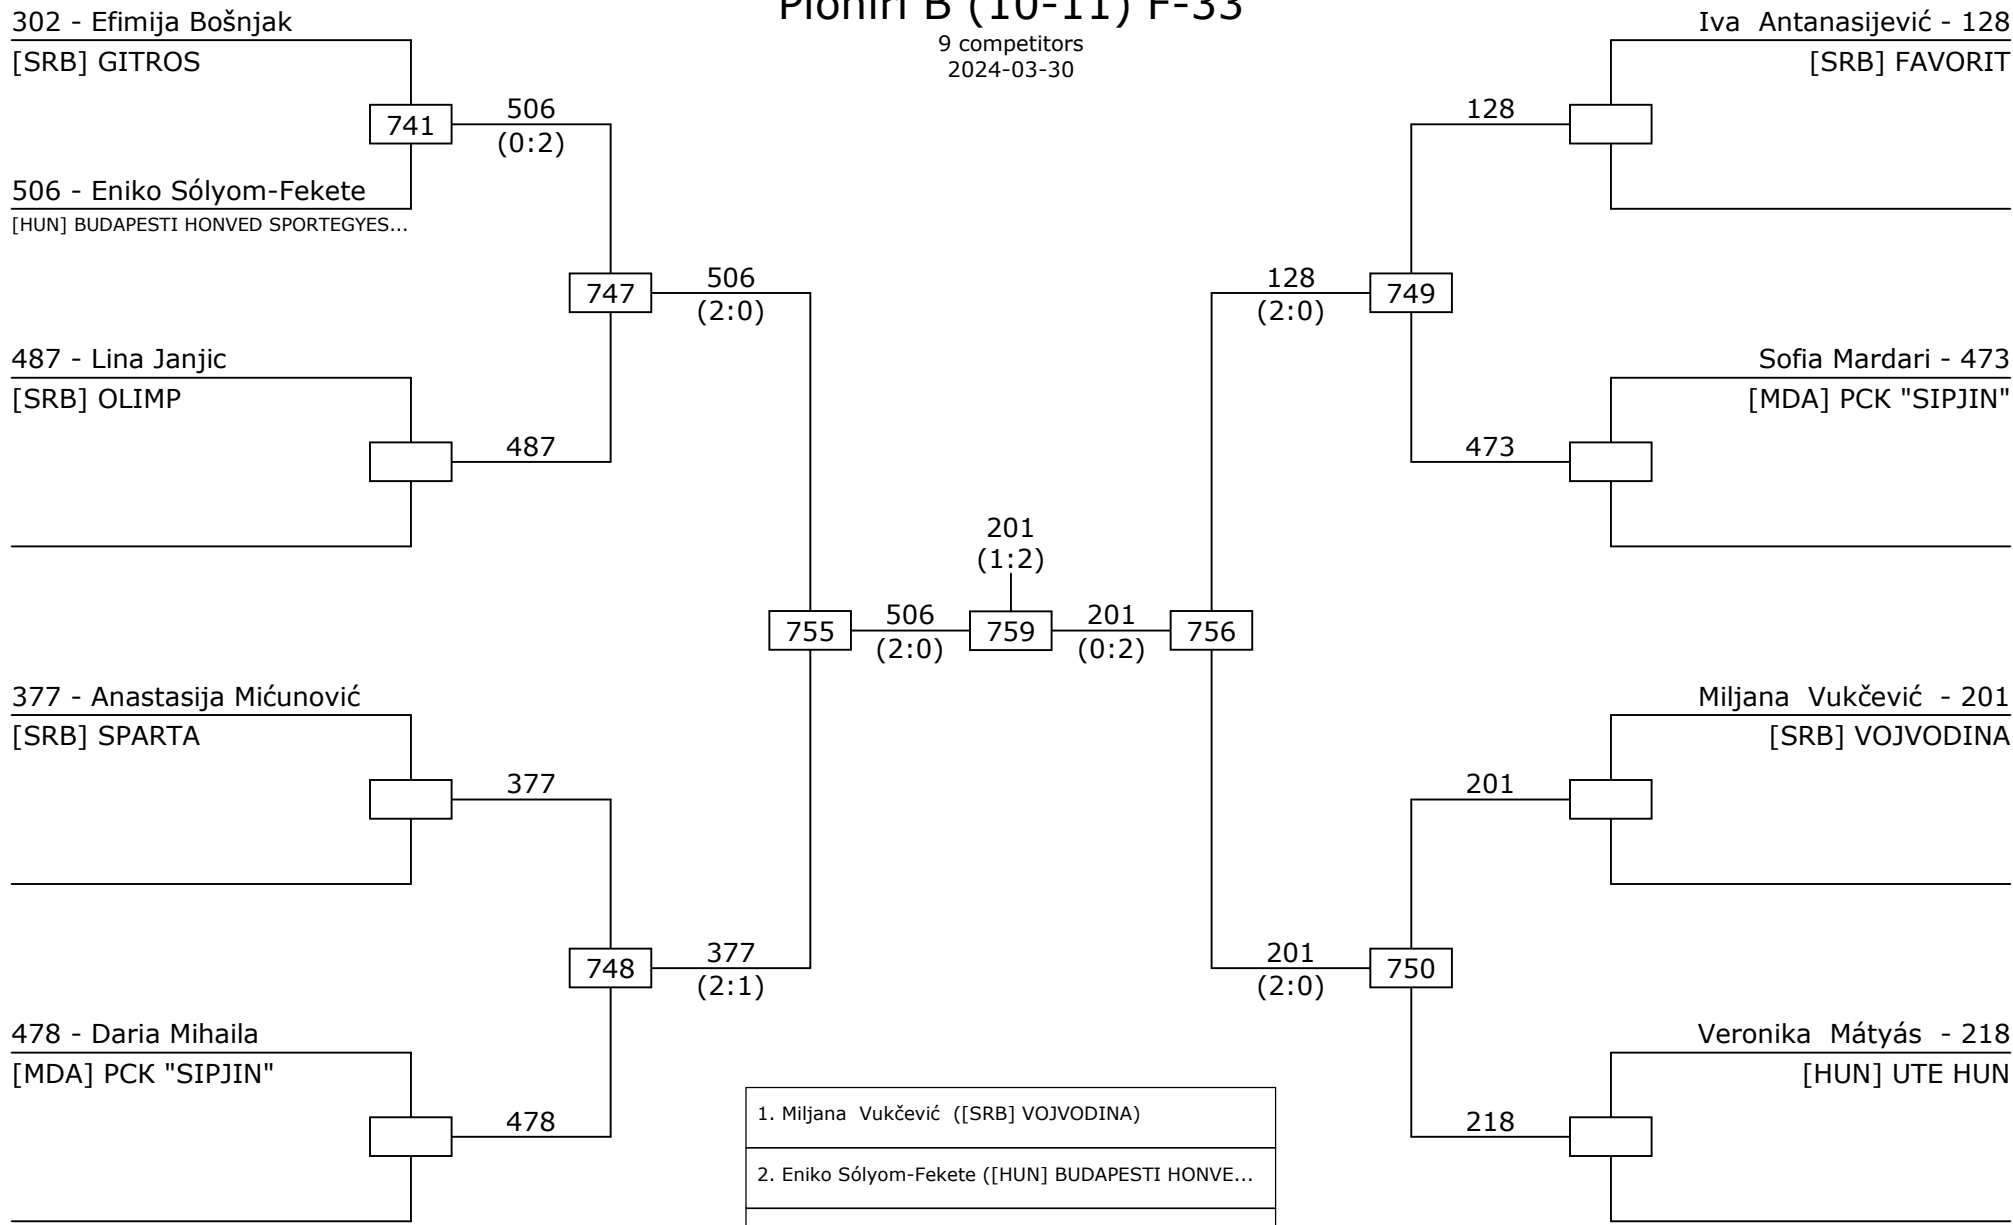 Pioniri B (10-11) F-33
9 competitors
2024-03-30
302 - Efimija Bošnjak
[SRB] GITROS
741
506
(0:2)
506 - Eniko Sólyom-Fekete
[HUN] BUDAPESTI HONVED SPORTEGYES...
747
506
(2:0)
487 - Lina Janjic
[SRB] OLIMP
487
377 - Anastasija Mićunović
[SRB] SPARTA
377
748
377
(2:1)
478 - Daria Mihaila
[MDA] PCK "SIPJIN"
478
755
506
(2:0)
201
(1:2)
759
201
(0:2)
756
Iva Antanasijević - 128
[SRB] FAVORIT
128
128
(2:0)
749
Sofia Mardari - 473
[MDA] PCK "SIPJIN"
473
Miljana Vukčević - 201
[SRB] VOJVODINA
201
201
(2:0)
750
Veronika Mátyás - 218
[HUN] UTE HUN
218
1. Miljana Vukčević ([SRB] VOJVODINA)
2. Eniko Sólyom-Fekete ([HUN] BUDAPESTI HONVE...